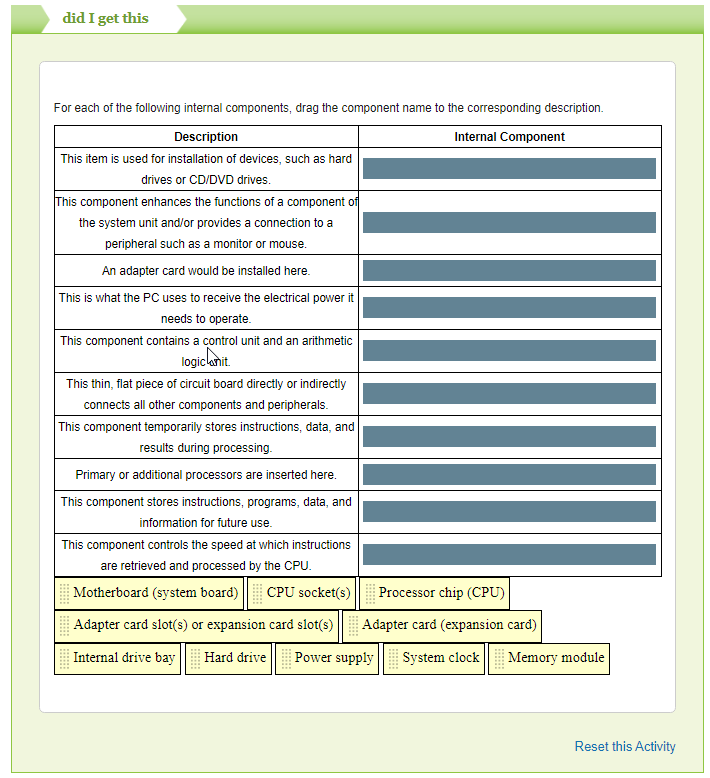 did I get this
For each of the following internal components, drag the component name to the corresponding description.
Description Internal Component
This item is used for installation of devices, such as hard
drives or CD/DVD drives.
This component enhances the functions of a component of
the system unit and/or provides a connection to a
peripheral such as a monitor or mouse.
An adapter card would be installed here.
This is what the PC uses to receive the electrical power it
needs to operate.
This component contains a control unit and an arithmetic
logic unit.
This thin, flat piece of circuit board directly or indirectly
connects all other components and peripherals.
This component temporarily stores instructions, data, and
results during processing.
Primary or additional processors are inserted here.
This component stores instructions, programs, data, and
information for future use.
This component controls the speed at which instructions
are retrieved and processed by the CPU.
Motherboard (system board) CPU socket(s) Processor chip (CPU)
Adapter card slot(s) or expansion card slot(s) Adapter card (expansion card)
Internal drive bay Hard drive Power supply System clock Memory module
Reset this Activity